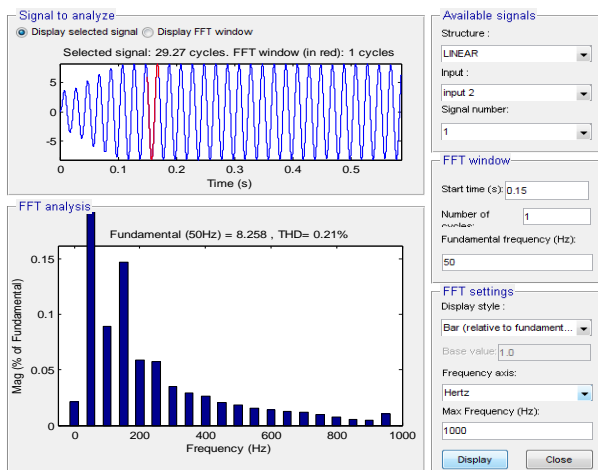 Signal to analyze
Display selected signal Display FFT window
Selected signal: 29.27 cycles. FFT window (in red): 1 cycles
5
0
-5
0 0.1 0.2 0.3 0.4 0.5
Time (s)
FFT analysis
Fundamental (50Hz) = 8.258 , THD= 0.21%
Mag (% of Fundamental)
0.15
0.1
0.05
0
0 200 400 600 800 1000
Frequency (Hz)
Available signals
Structure :
LINEAR
Input :
input 2
Signal number:
1
FFT window
Start time (s): 0.15
Number of
cycles: 1
Fundamental frequency (Hz):
50
FFT settings
Display style :
Bar (relative to fundament...
Base value: 1.0
Frequency axis:
Hertz
Max Frequency (Hz):
1000
Display Close